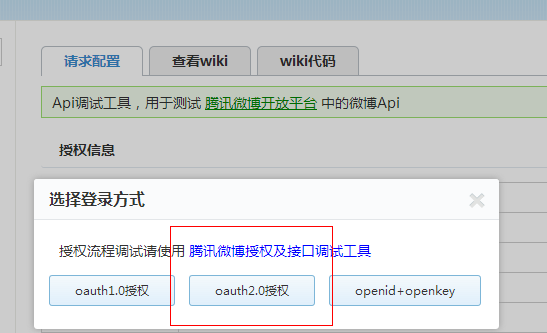 请求配置 查看wiki wiki代码
Api调试工具，用于测试 腾讯微博开放平台 中的微博Api
授权信息
选择登录方式
授权流程调试请使用 腾讯微博授权及接口调试工具
oauth1.0授权 oauth2.0授权 openid+openkey